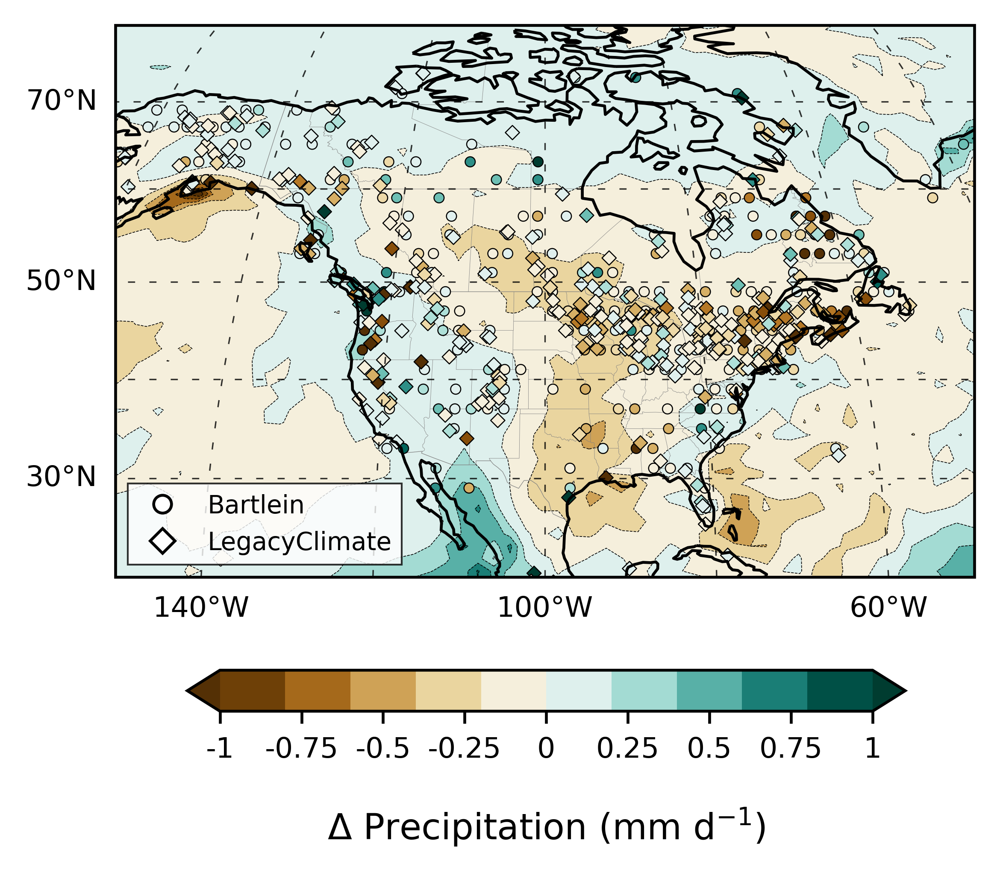 70°N
50°N
30°N
Bartlein
LegacyClimate
140°W 100°W 60°W
-1 -0.75 -0.5 -0.25 0 0.25 0.5 0.75 1
Δ Precipitation (mm d⁻¹)